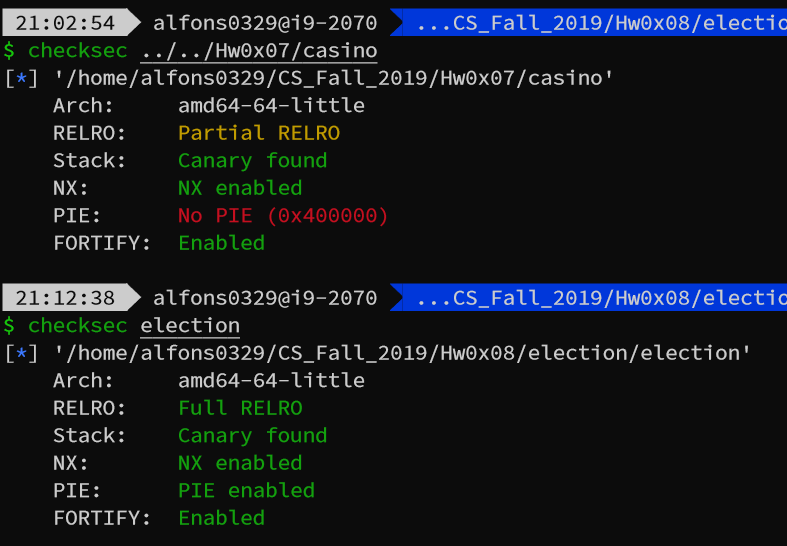 21:02:54 alfons0329@i9-2070 ...CS_Fall_2019/Hw0x08/electio
$ checksec ../../Hw0x07/casino
[*] '/home/alfons0329/CS_Fall_2019/Hw0x07/casino'
Arch: amd64-64-little
RELRO: Partial RELRO
Stack: Canary found
NX: NX enabled
PIE: No PIE (0x400000)
FORTIFY: Enabled
21:12:38 alfons0329@i9-2070 ...CS_Fall_2019/Hw0x08/electio
$ checksec election
[*] '/home/alfons0329/CS_Fall_2019/Hw0x08/election/election'
Arch: amd64-64-little
RELRO: Full RELRO
Stack: Canary found
NX: NX enabled
PIE: PIE enabled
FORTIFY: Enabled